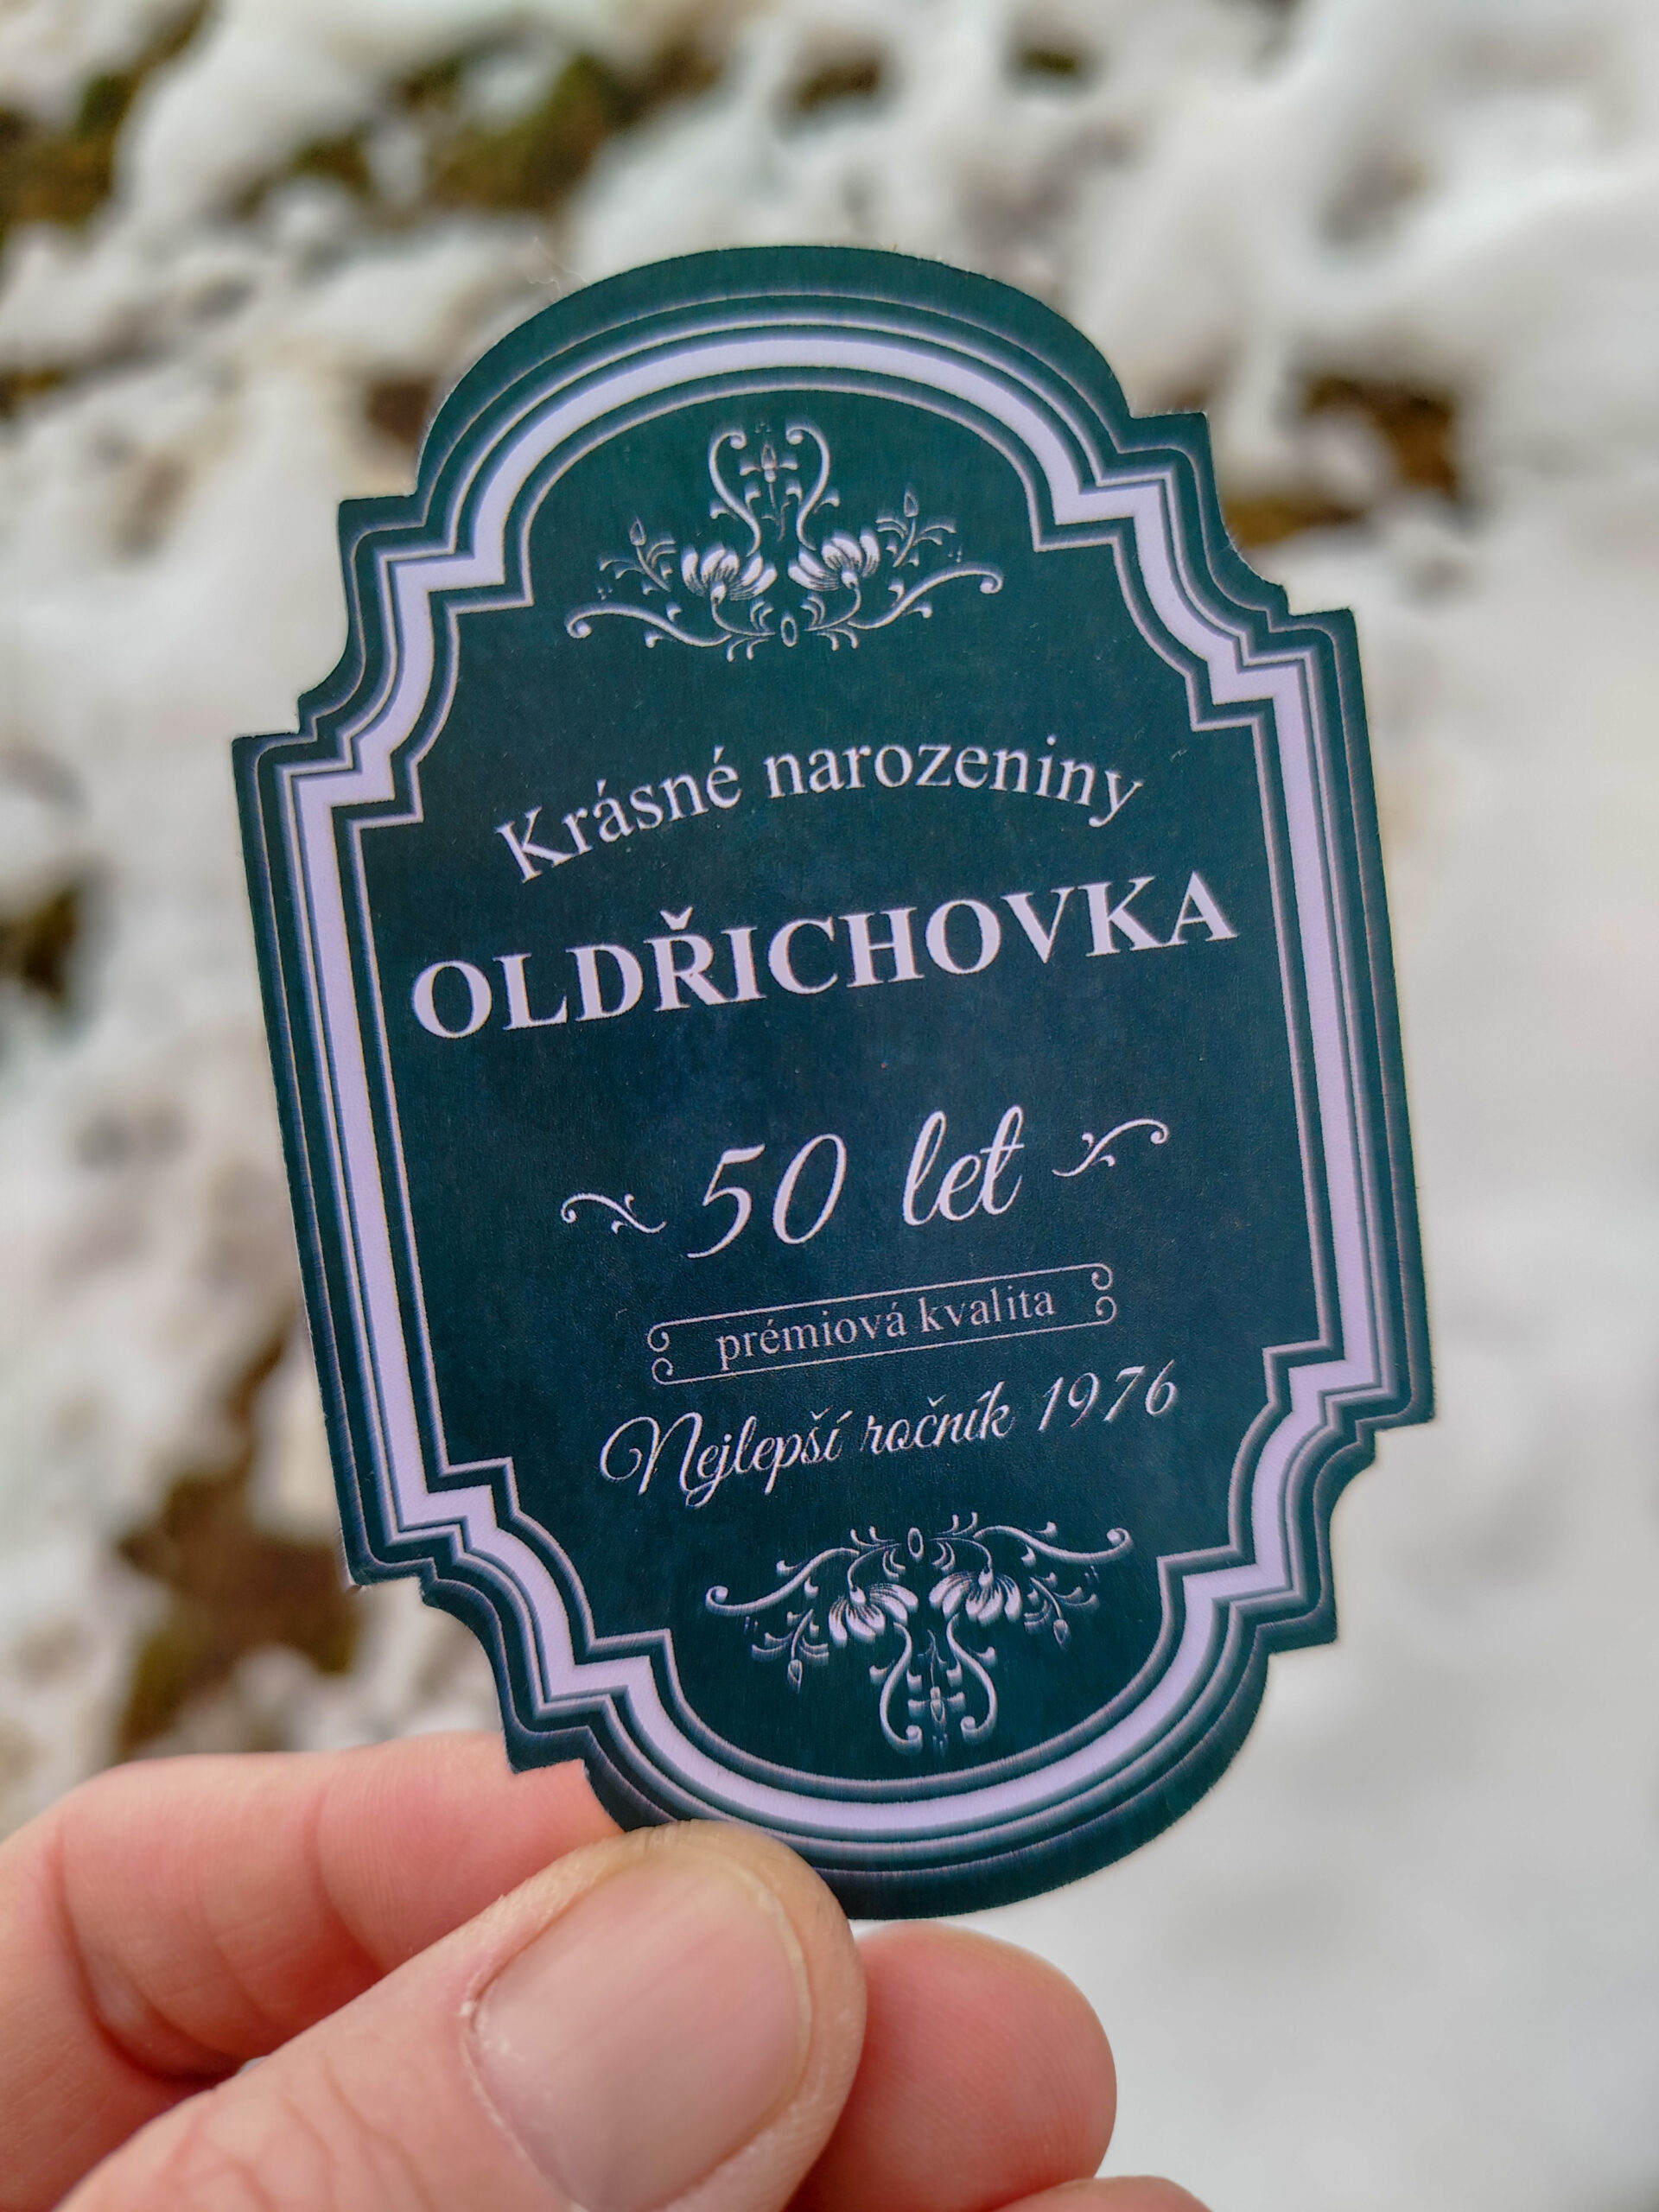 Krásné narozeniny
OLDŘICHOVKA
50 let
prémiová kvalita
Nejlepší ročník 1976